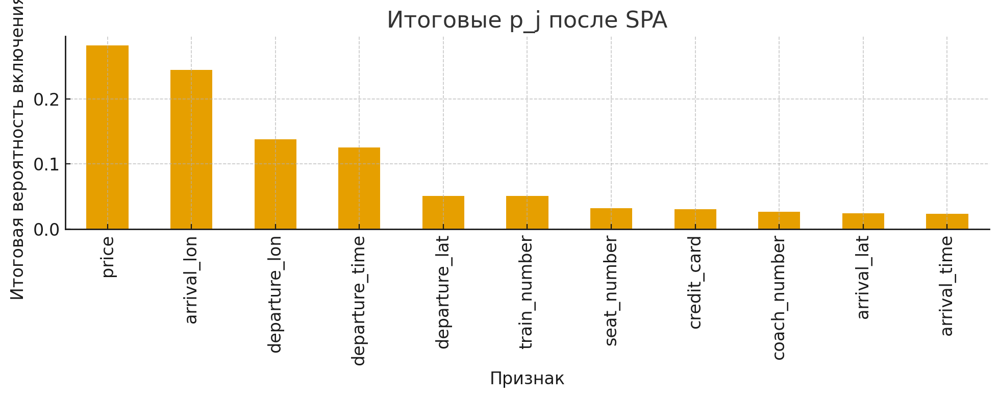 Итоговые p_j после SPA
Итоговая вероятность включения
0.2
0.1
0.0
price
arrival_lon
departure_lon
departure_time
departure_lat
train_number
seat_number
credit_card
coach_number
arrival_lat
arrival_time
Признак